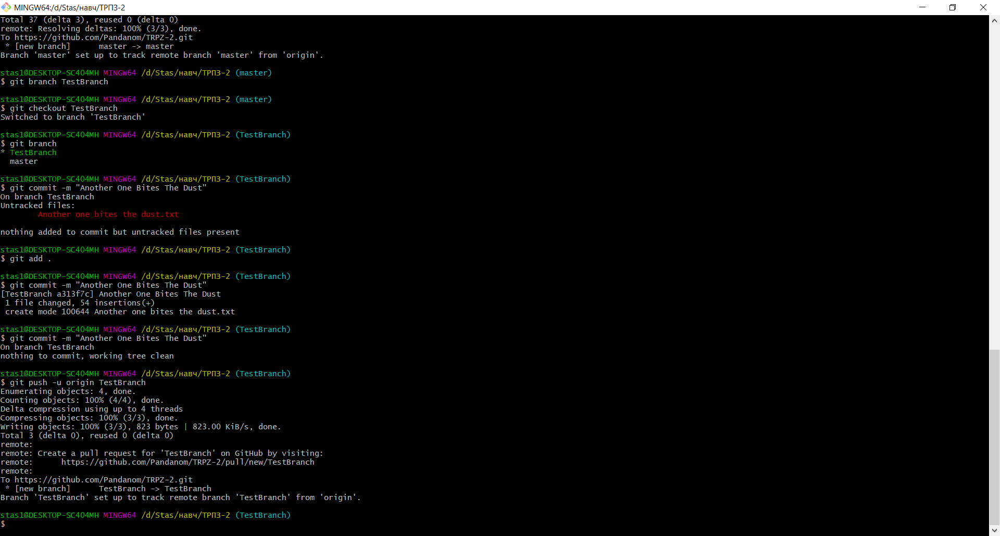 MINGW64:/d/Stas/навч/ТРПЗ-2
Total 37 (delta 3), reused 0 (delta 0)
remote: Resolving deltas: 100% (3/3), done.
To https://github.com/Pandanom/TRPZ-2.git
 * [new branch]      master -> master
Branch 'master' set up to track remote branch 'master' from 'origin'.
stas1@DESKTOP-SC404MH MINGW64 /d/Stas/навч/ТРПЗ-2 (master)
$ git branch TestBranch
stas1@DESKTOP-SC404MH MINGW64 /d/Stas/навч/ТРПЗ-2 (master)
$ git checkout TestBranch
Switched to branch 'TestBranch'
stas1@DESKTOP-SC404MH MINGW64 /d/Stas/навч/ТРПЗ-2 (TestBranch)
$ git branch
* TestBranch
  master
stas1@DESKTOP-SC404MH MINGW64 /d/Stas/навч/ТРПЗ-2 (TestBranch)
$ git commit -m "Another One Bites The Dust"
On branch TestBranch
Untracked files:
        Another one bites the dust.txt
nothing added to commit but untracked files present
stas1@DESKTOP-SC404MH MINGW64 /d/Stas/навч/ТРПЗ-2 (TestBranch)
$ git add .
stas1@DESKTOP-SC404MH MINGW64 /d/Stas/навч/ТРПЗ-2 (TestBranch)
$ git commit -m "Another One Bites The Dust"
[TestBranch a313f7c] Another One Bites The Dust
 1 file changed, 54 insertions(+)
 create mode 100644 Another one bites the dust.txt
stas1@DESKTOP-SC404MH MINGW64 /d/Stas/навч/ТРПЗ-2 (TestBranch)
$ git commit -m "Another One Bites The Dust"
On branch TestBranch
nothing to commit, working tree clean
stas1@DESKTOP-SC404MH MINGW64 /d/Stas/навч/ТРПЗ-2 (TestBranch)
$ git push -u origin TestBranch
Enumerating objects: 4, done.
Counting objects: 100% (4/4), done.
Delta compression using up to 4 threads
Compressing objects: 100% (3/3), done.
Writing objects: 100% (3/3), 823 bytes | 823.00 KiB/s, done.
Total 3 (delta 0), reused 0 (delta 0)
remote:
remote: Create a pull request for 'TestBranch' on GitHub by visiting:
remote:      https://github.com/Pandanom/TRPZ-2/pull/new/TestBranch
remote:
To https://github.com/Pandanom/TRPZ-2.git
 * [new branch]      TestBranch -> TestBranch
Branch 'TestBranch' set up to track remote branch 'TestBranch' from 'origin'.
stas1@DESKTOP-SC404MH MINGW64 /d/Stas/навч/ТРПЗ-2 (TestBranch)
$